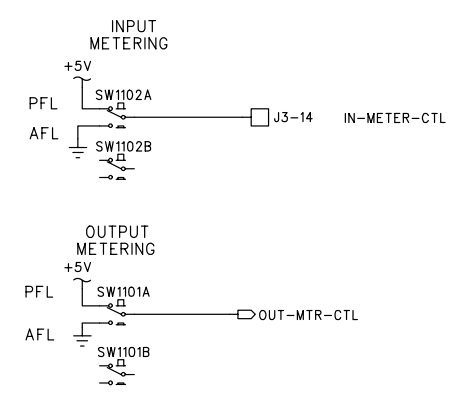 INPUT
METERING
+5V
SW1102A
PFL
J3-14 IN-METER-CTL
AFL
SW1102B
OUTPUT
METERING
+5V
PFL SW1101A
OUT-MTR-CTL
AFL
SW1101B